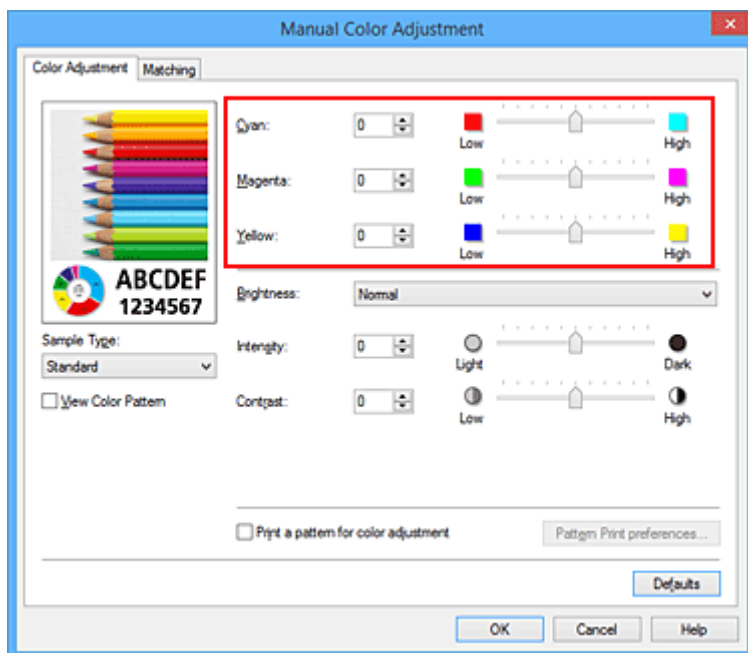 Manual Color Adjustment
Color Adjustment Matching
Cyan: 0 Low High
Magenta: 0 Low High
Yellow: 0 Low High
ABCDEF
1234567
Brightness: Normal
Sample Type:
Standard
Intensity: 0 Light Dark
View Color Pattern
Contrast: 0 Low High
Print a pattern for color adjustment Pattern Print preferences...
Defaults
OK Cancel Help